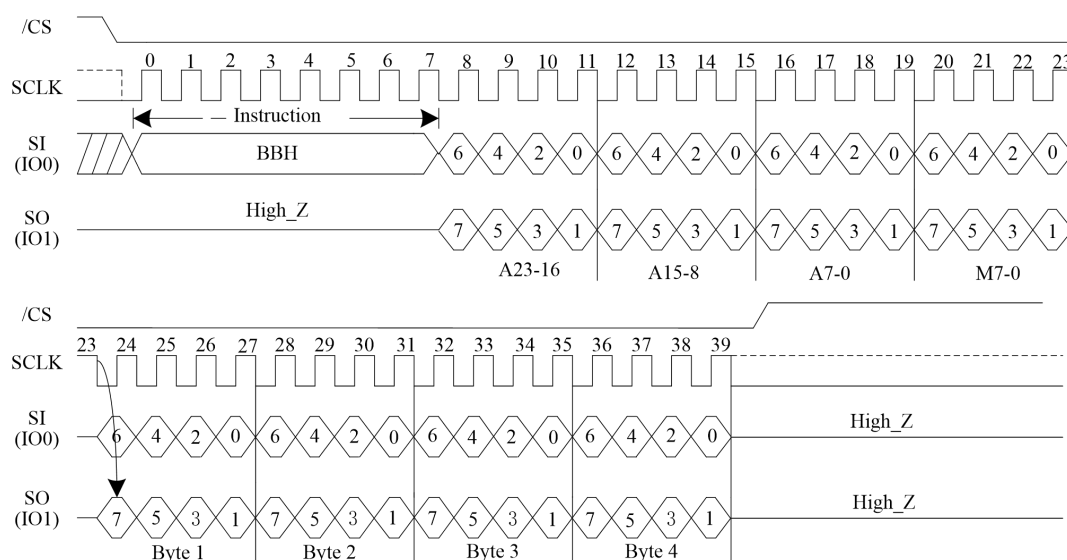 /CS
0 1 2 3 4 5 6 7 8 9 10 11 12 13 14 15 16 17 18 19 20 21 22 23
SCLK
Instruction
SI
(IO0)
BBH
6 4 2 0 6 4 2 0 6 4 2 0 6 4 2 0
SO
(IO1)
High_Z
7 5 3 1 7 5 3 1 7 5 3 1 7 5 3 1
A23-16 A15-8 A7-0 M7-0
/CS
23 24 25 26 27 28 29 30 31 32 33 34 35 36 37 38 39
SCLK
SI
(IO0)
6 4 2 0 6 4 2 0 6 4 2 0 6 4 2 0
High_Z
SO
(IO1)
7 5 3 1 7 5 3 1 7 5 3 1 7 5 3 1
High_Z
Byte 1 Byte 2 Byte 3 Byte 4